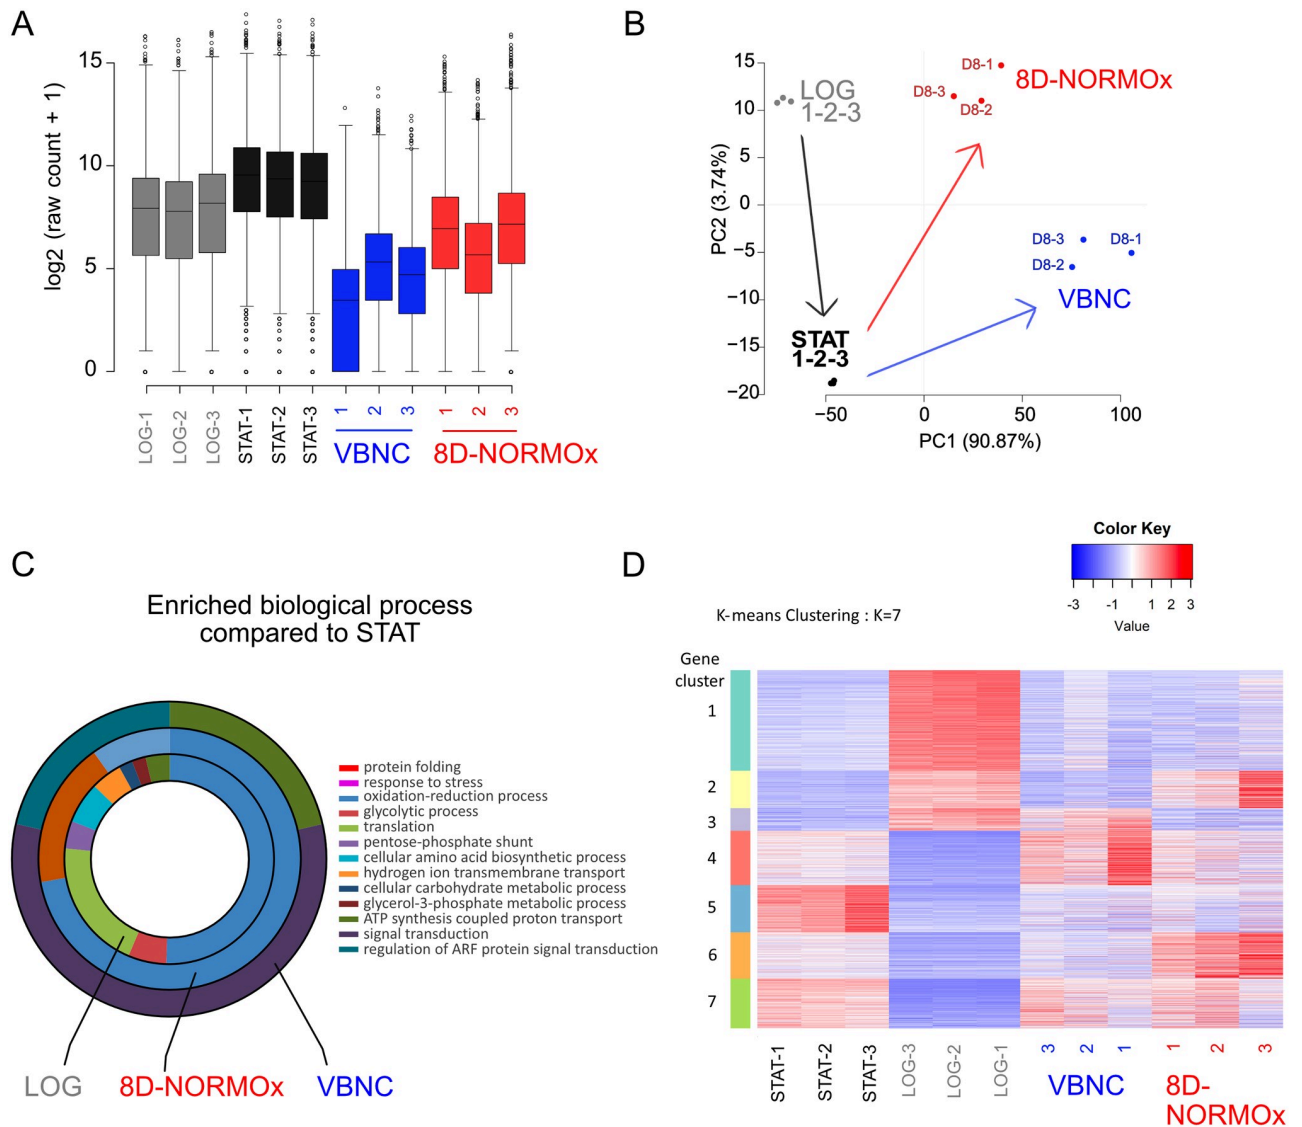 A
log2 (raw count + 1)
15
10
5
0
LOG-1
LOG-2
LOG-3
STAT-1
STAT-2
STAT-3
1
2
3
1
2
3
VBNC
8D-NORMOx
B
PC2 (3.74%)
15
10
5
0
−5
−10
−15
−20
−50
0
50
100
PC1 (90.87%)
LOG
1-2-3
D8-1
D8-3
D8-2
8D-NORMOx
D8-3
D8-1
D8-2
VBNC
STAT
1-2-3
C
Enriched biological process
compared to STAT
protein folding
response to stress
oxidation-reduction process
glycolytic process
translation
pentose-phosphate shunt
cellular amino acid biosynthetic process
hydrogen ion transmembrane transport
cellular carbohydrate metabolic process
glycerol-3-phosphate metabolic process
ATP synthesis coupled proton transport
signal transduction
regulation of ARF protein signal transduction
LOG
8D-NORMOx
VBNC
D
Color Key
-3 -1 1 2 3
Value
K-means Clustering : K=7
Gene
cluster
1
2
3
4
5
6
7
STAT-1
STAT-2
STAT-3
LOG-3
LOG-2
LOG-1
3
2
1
1
2
3
VBNC
8D-
NORMOx